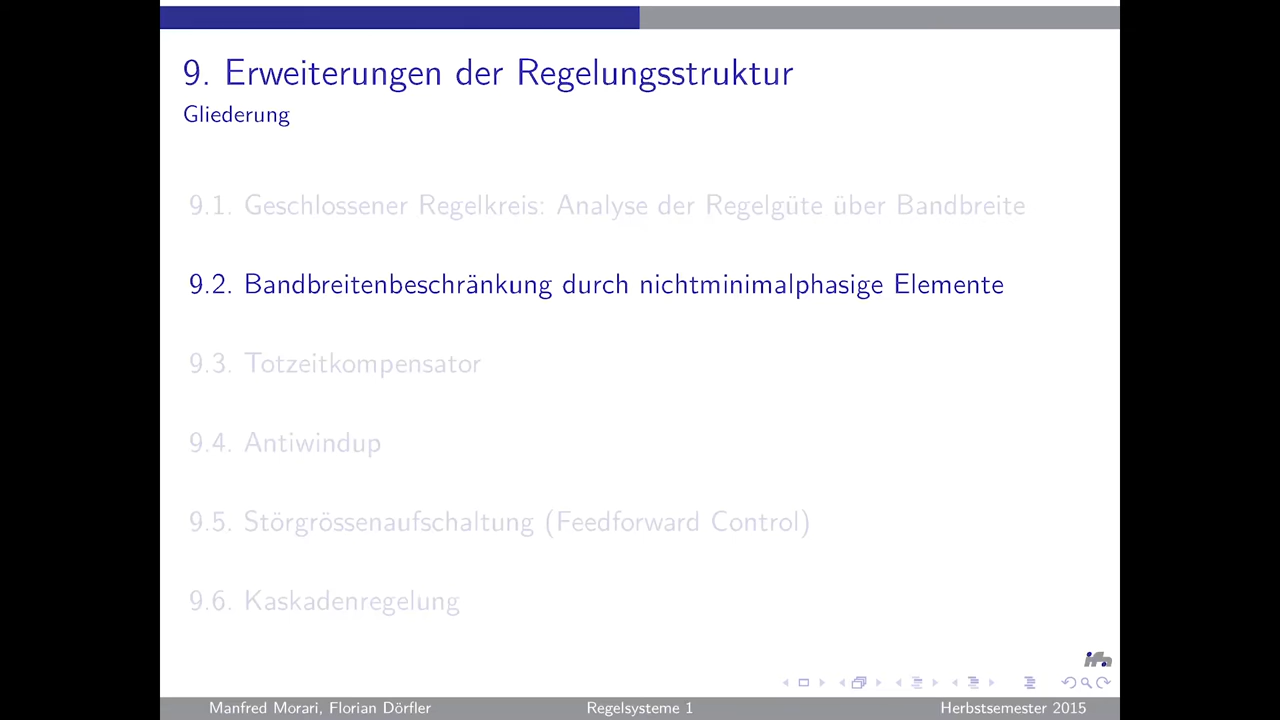 9. Erweiterungen der Regelungsstruktur
Gliederung
9.1. Geschlossener Regelkreis: Analyse der Regelgüte über Bandbreite
9.2. Bandbreitenbeschränkung durch nichtminimalphasige Elemente
9.3. Totzeitkompensator
9.4. Antiwindup
9.5. Störgrössenaufschaltung (Feedforward Control)
9.6. Kaskadenregelung
ifa
Manfred Morari, Florian Dörfler
Regelsysteme 1
Herbstsemester 2015